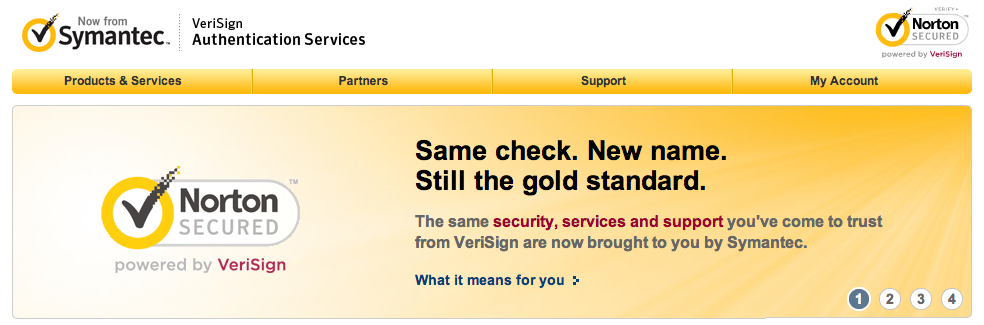 Now from
Symantec.
VeriSign
Authentication Services
VERIFY▸
Norton
SECURED
powered by VeriSign
Products & Services
Partners
Support
My Account
Norton
SECURED
TM
powered by VeriSign
Same check. New name.
Still the gold standard.
The same security, services and support you've come to trust
from VeriSign are now brought to you by Symantec.
What it means for you
1 2 3 4